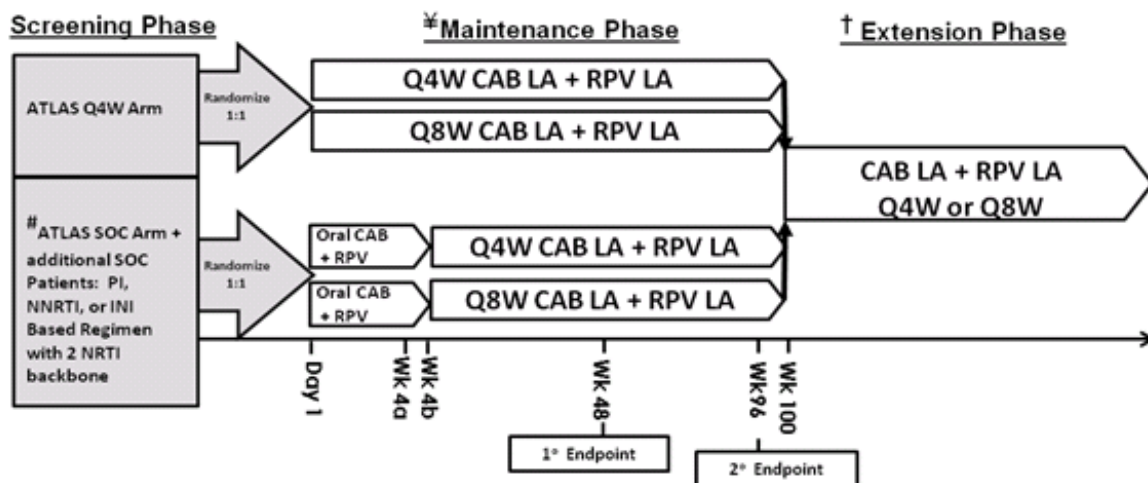 Screening Phase
¥Maintenance Phase
† Extension Phase
ATLAS Q4W Arm
Randomize
1:1
Q4W CAB LA + RPV LA
Q8W CAB LA + RPV LA
CAB LA + RPV LA
Q4W or Q8W
#ATLAS SOC Arm +
additional SOC
Patients: PI,
NNRTI, or INI
Based Regimen
with 2 NRTI
backbone
Randomize
1:1
Oral CAB
+ RPV
Q4W CAB LA + RPV LA
Oral CAB
+ RPV
Q8W CAB LA + RPV LA
Day 1
Wk 4a
Wk 4b
Wk 48
Wk96
Wk 100
1° Endpoint
2° Endpoint